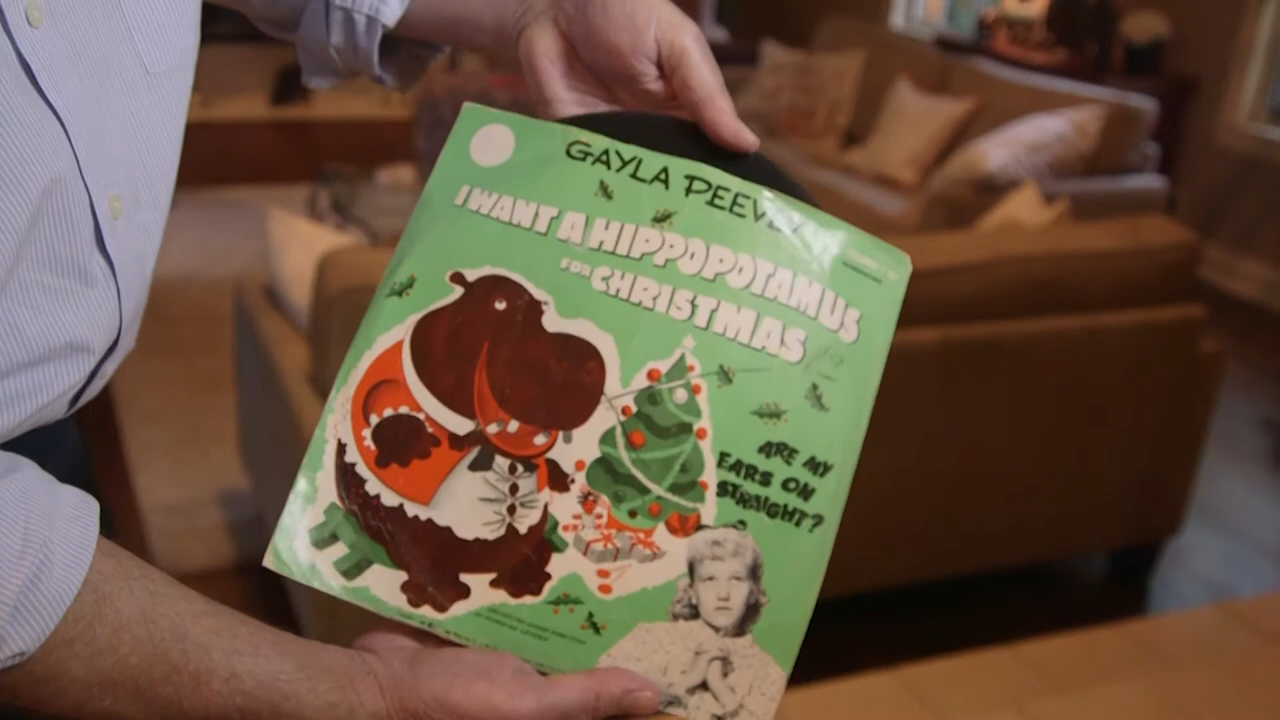 GAYLA PEEVEY
I WANT A HIPPOPOTAMUS
FOR CHRISTMAS
ARE MY
EARS ON
STRAIGHT?